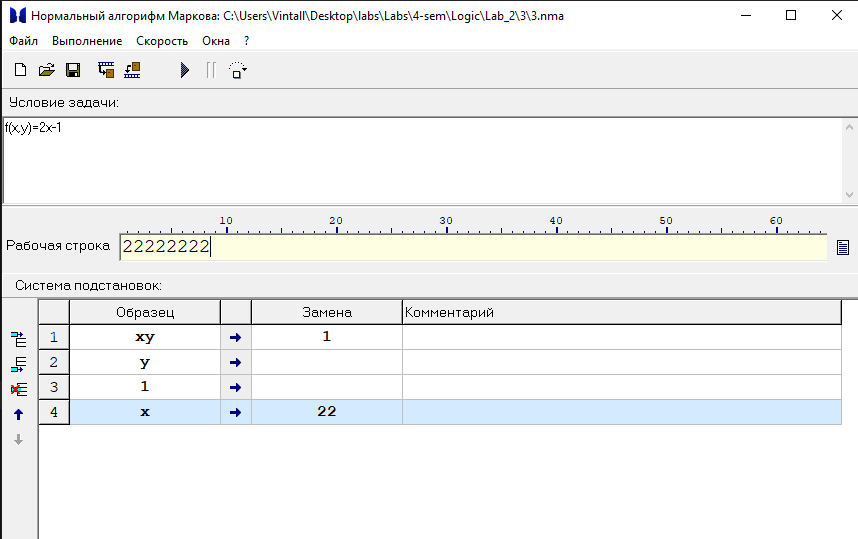 Нормальный алгорифм Маркова: C:\Users\Vintall\Desktop\labs\Labs\4-sem\Logic\Lab_2\3\3.nma
Файл Выполнение Скорость Окна ?
Условие задачи:
f(x,y)=2x-1
10 20 30 40 50 60
Рабочая строка 22222222
Система подстановок:
Образец Замена Комментарий
1 xy → 1
2 y →
3 1 →
4 x → 22